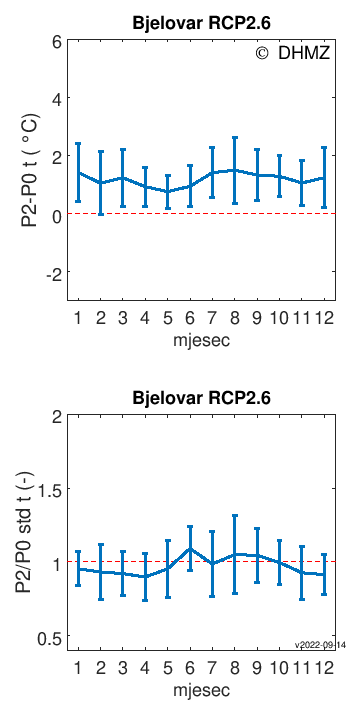 Bjelovar RCP2.6
© DHMZ
P2-P0 t ( °C)
6
4
2
0
-2
1 2 3 4 5 6 7 8 9 10 11 12
mjesec
Bjelovar RCP2.6
P2/P0 std t (-)
2
1.5
1
0.5
v2022-09-14
1 2 3 4 5 6 7 8 9 10 11 12
mjesec